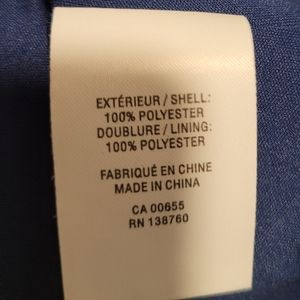 EXTÉRIEUR / SHELL:
100% POLYESTER
DOUBLURE / LINING:
100% POLYESTER
FABRIQUÉ EN CHINE
MADE IN CHINA
CA 00655
RN 138760